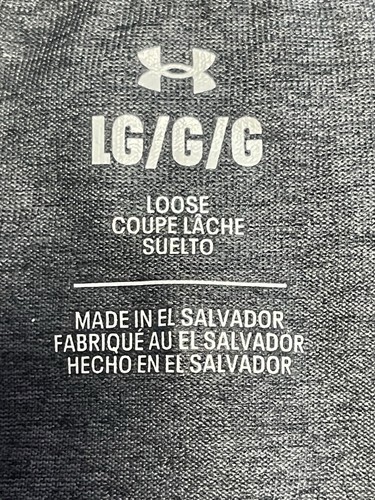 LG/G/G
LOOSE
COUPE LÂCHE
SUELTO
MADE IN EL SALVADOR
FABRIQUÉ AU EL SALVADOR
HECHO EN EL SALVADOR